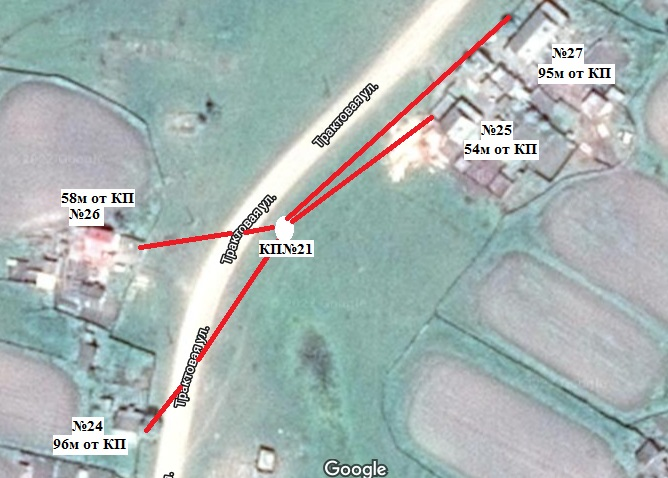 №27
95м от КП
Трактовая ул.
№25
54м от КП
58м от КП
№26
Трактовая ул.
КП№21
Трактовая ул.
№24
96м от КП
л.
Google